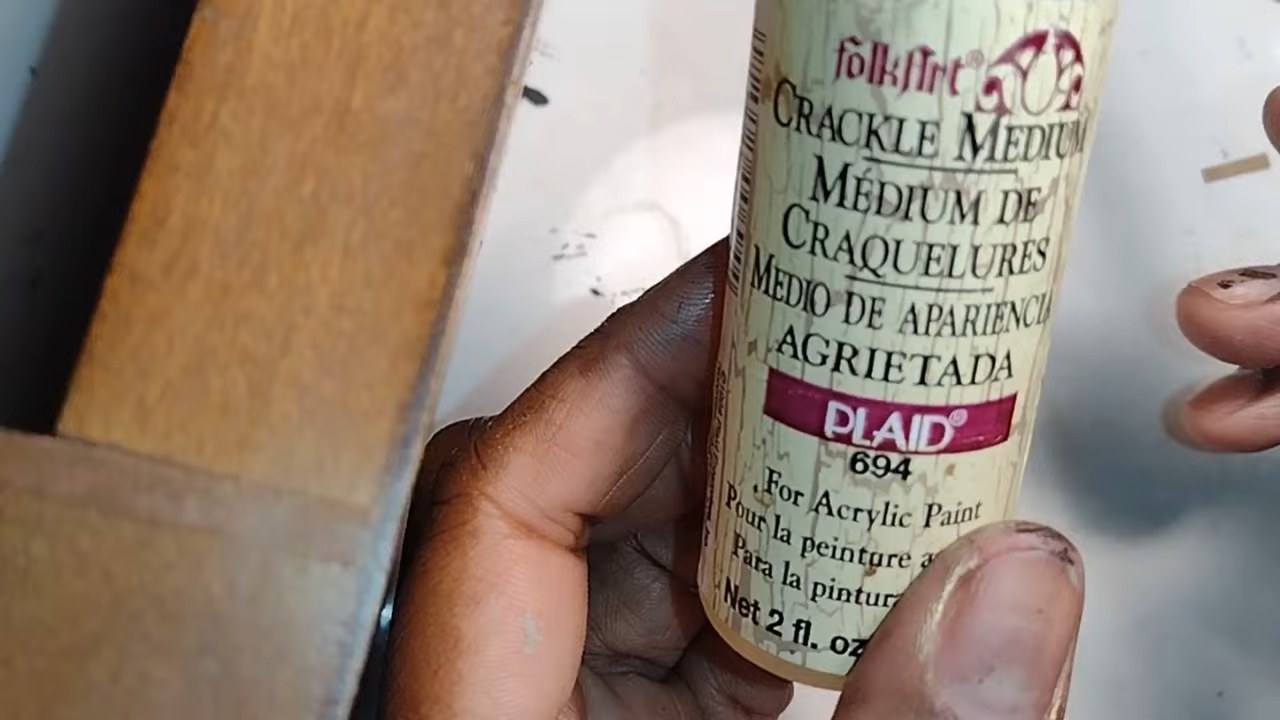 folkArt®
CRACKLE MEDIUM
MÉDIUM DE
CRAQUELURES
MEDIO DE APARIENCIA
AGRIETADA
PLAID®
694
For Acrylic Paint
Pour la peinture
Para la
Net 2 fl. oz